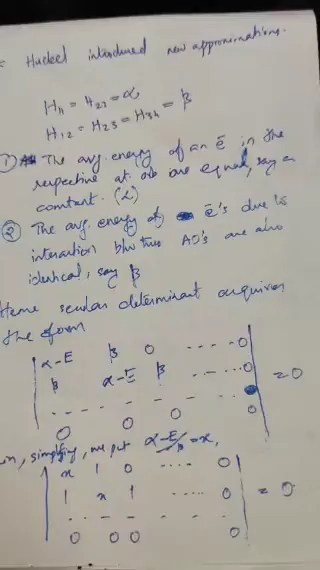 = Huckel introduced new approximations.
H₁₁ = H₂₂ = α
H₁₂ = H₂₃ = H₃₄ = β
① The avg. energy of an ē in the
respective at. orb are equal, say a
constant. (α)
② The avg. energy of ē's due to
interaction b/w two AO's are also
identical, say β
Hence secular determinant acquires
the form
| α-E β 0 ..... 0 |
| β α-E β ..... 0 | = 0
| - - - - - - - - |
| 0 0 0 0 |
in, simplifying, we put α-E/β = x,
| x 1 0 ..... 0 |
| 1 x 1 ..... 0 | = 0
| - - - - - - - |
| 0 0 0 0 |